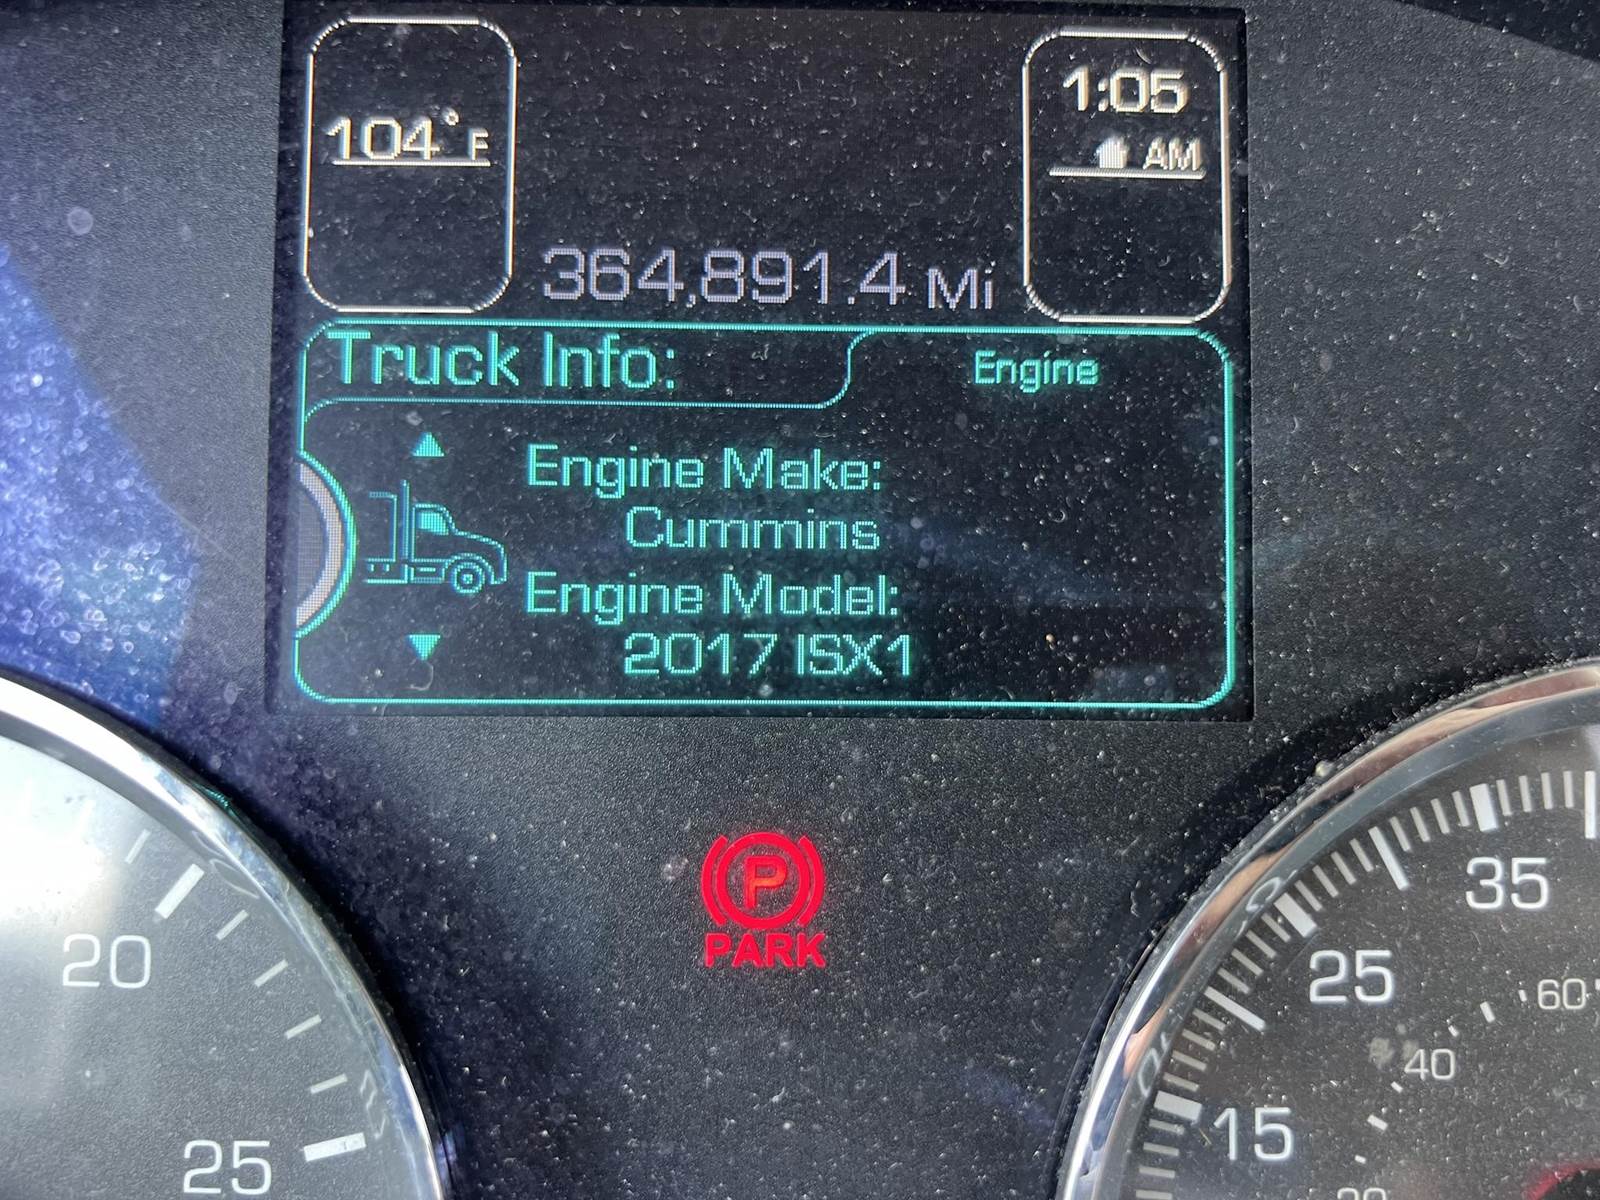 104°F
1:05
AM
364,891.4 Mi
Truck Info:
Engine
Engine Make:
Cummins
Engine Model:
2017 ISX1
P
PARK
20
25
35
25
60
40
15